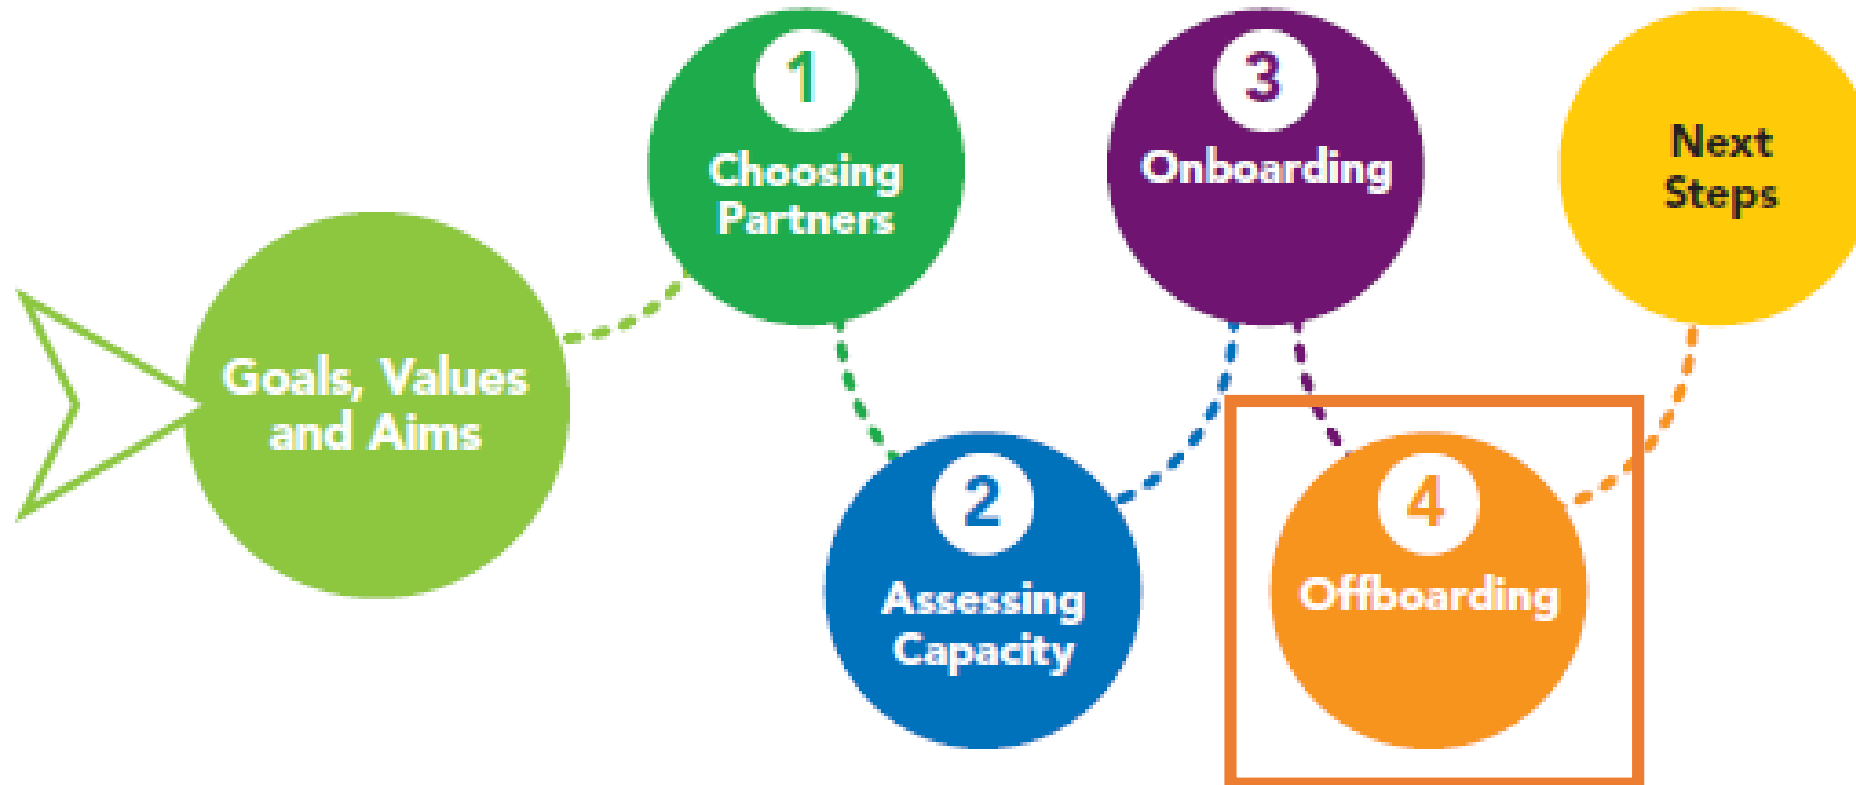 Goals, Values
and Aims
1
Choosing
Partners
2
Assessing
Capacity
3
Onboarding
4
Offboarding
Next
Steps